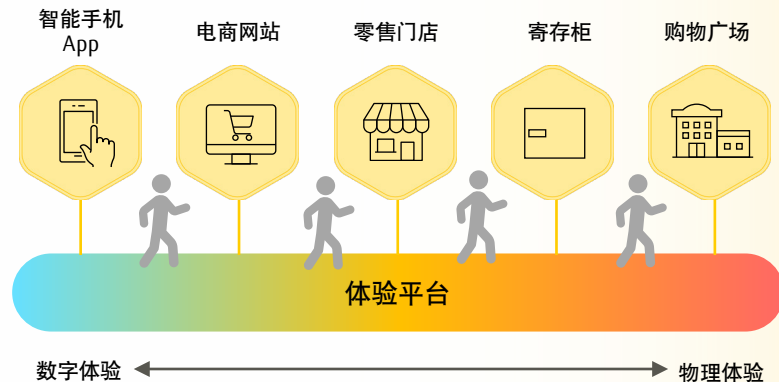 智能手机
App
电商网站
零售门店
寄存柜
购物广场
体验平台
数字体验
物理体验